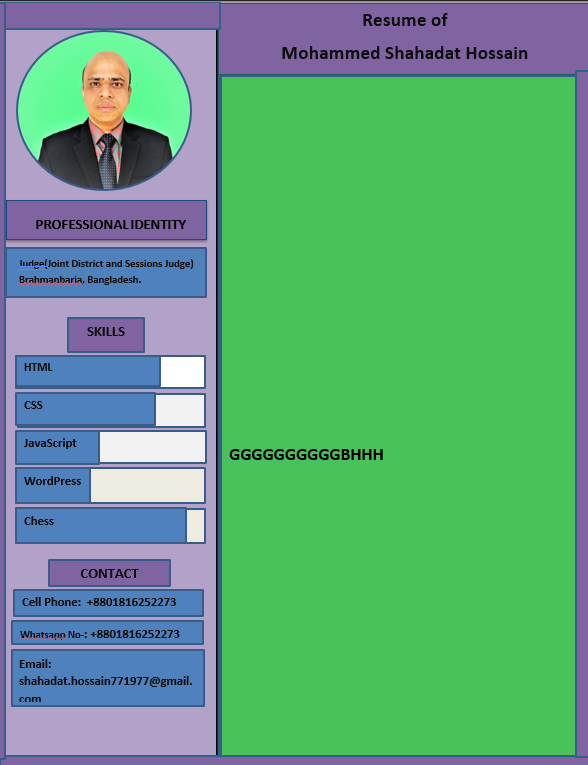 Resume of
Mohammed Shahadat Hossain
PROFESSIONAL IDENTITY
Judge(Joint District and Sessions Judge)
Brahmanbaria, Bangladesh.
SKILLS
HTML
CSS
JavaScript
WordPress
Chess
CONTACT
Cell Phone: +8801816252273
Whatsapp No-: +8801816252273
Email:
shahadat.hossain771977@gmail.
com
GGGGGGGGGGBHHH